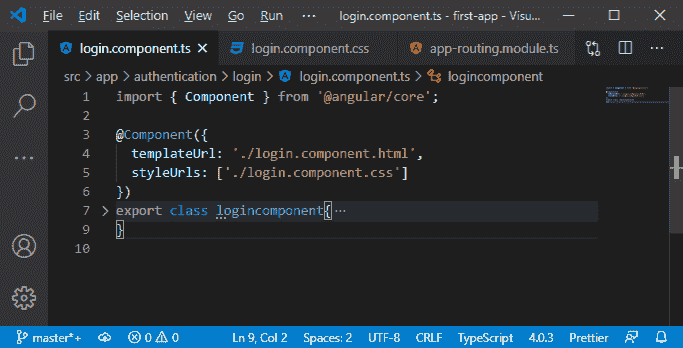 File Edit Selection View Go Run ··· login.component.ts - first-app - Visu...
login.component.ts login.component.css app-routing.module.ts ···
src > app > authentication > login > login.component.ts > logincomponent
1 import { Component } from '@angular/core';
2
3 @Component({
4 templateUrl: './login.component.html',
5 styleUrls: ['./login.component.css']
6 })
7 export class logincomponent{ ···
9 }
10
master*+ 0 0 Ln 9, Col 2 Spaces: 2 UTF-8 CRLF TypeScript 4.0.3 Prettier